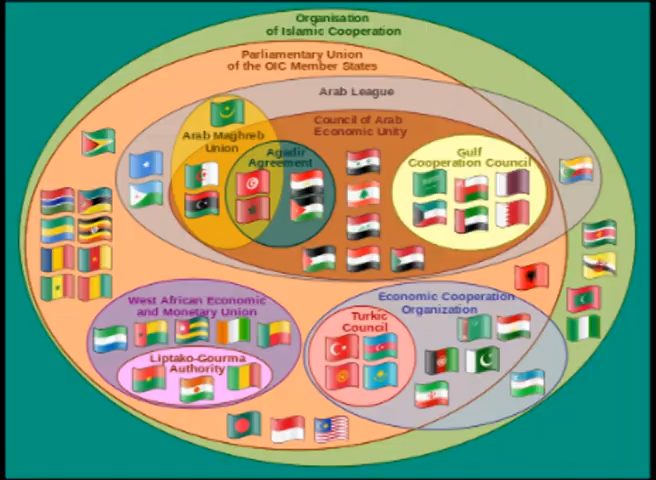 Organisation
of Islamic Cooperation
Parliamentary Union
of the OIC Member States
Arab League
Council of Arab
Economic Unity
Arab Maghreb
Union
Agadir
Agreement
Gulf
Cooperation Council
West African Economic
and Monetary Union
Liptako-Gourma
Authority
Economic Cooperation
Organization
Turkic
Council